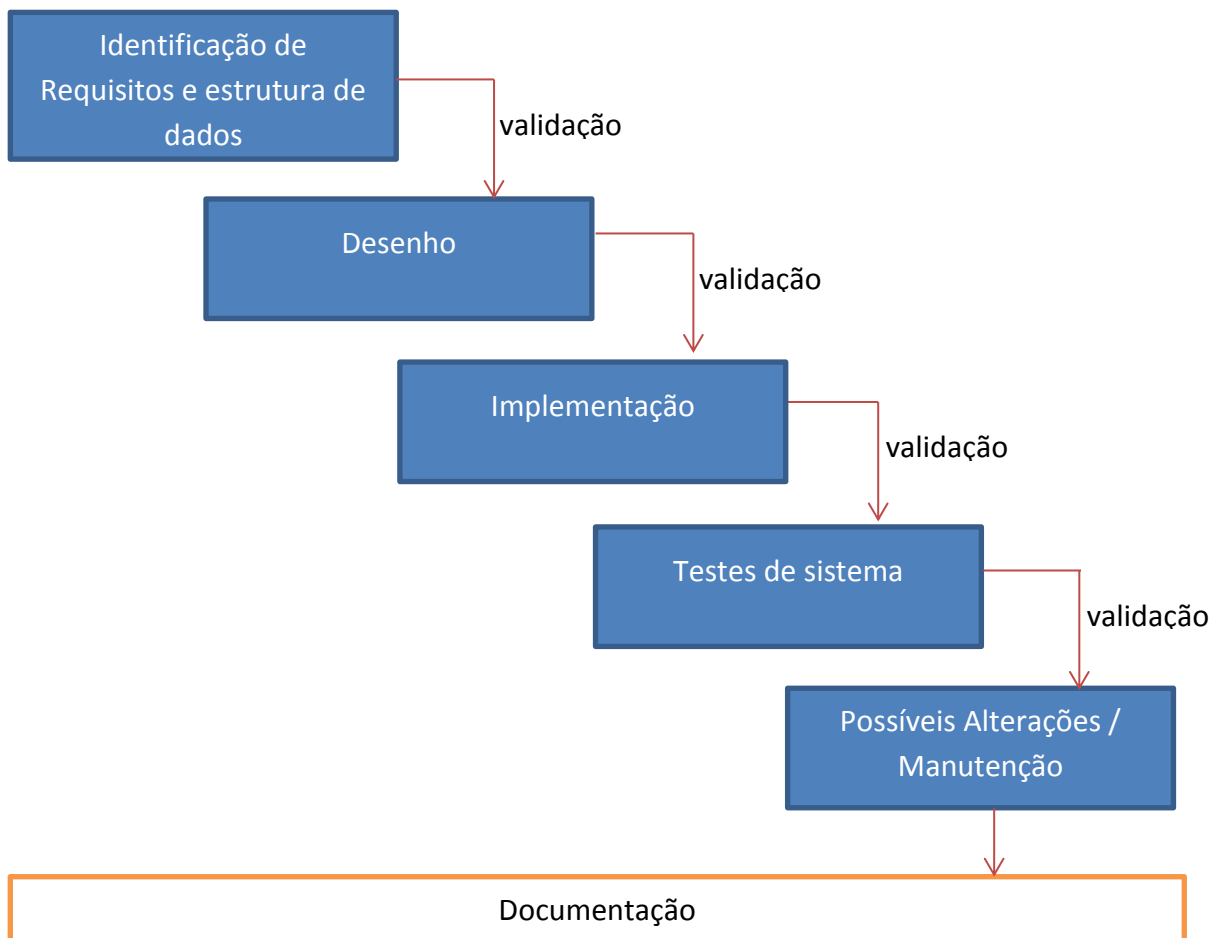 Identificação de
Requisitos e estrutura de
dados
validação
Desenho
validação
Implementação
validação
Testes de sistema
validação
Possíveis Alterações /
Manutenção
Documentação